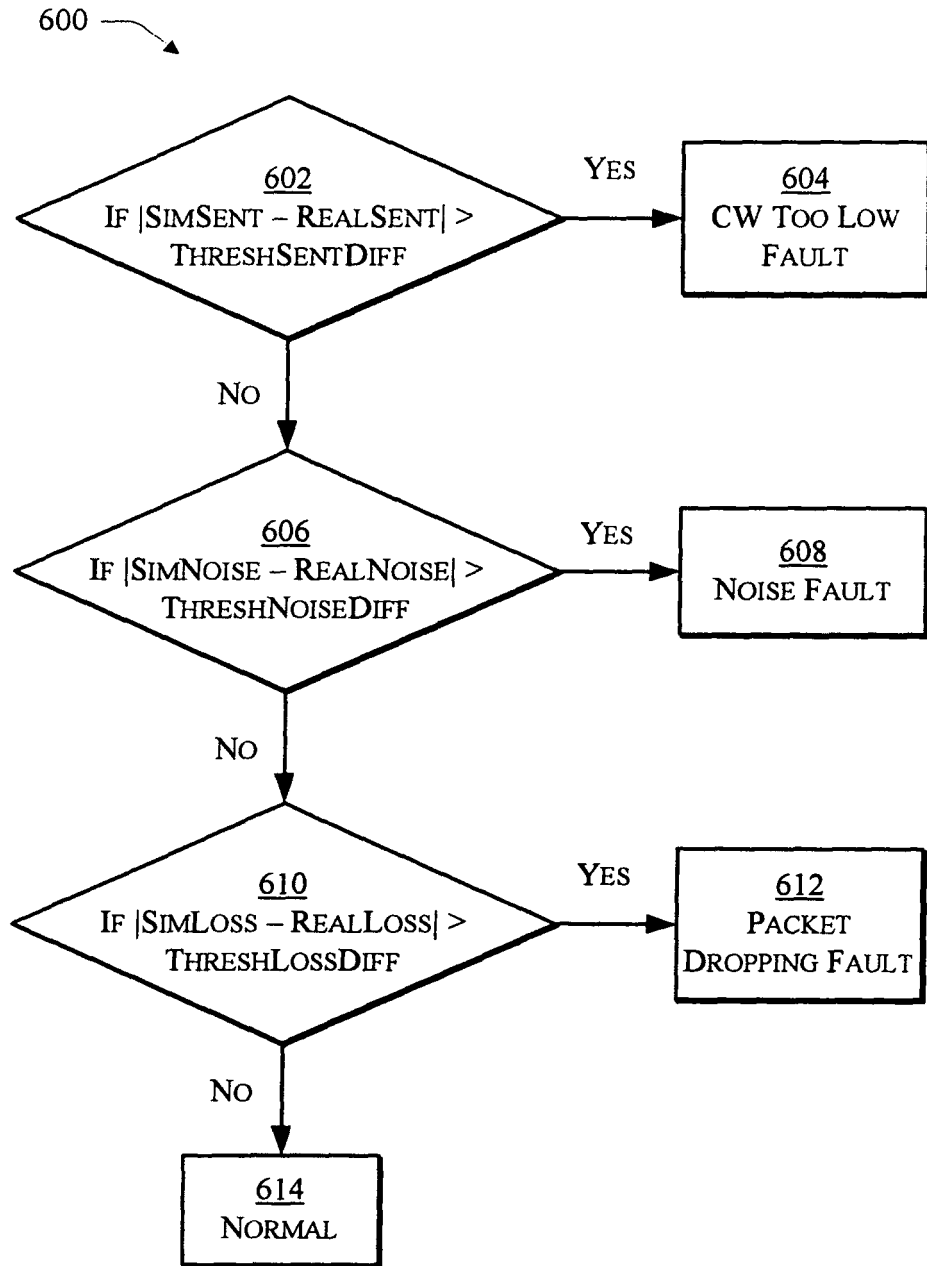 600
602
IF |SIMSENT – REALSENT| >
THRESHSENTDIFF
YES
604
CW TOO LOW
FAULT
NO
606
IF |SIMNOISE – REALNOISE| >
THRESHNOISEDIFF
YES
608
NOISE FAULT
NO
610
IF |SIMLOSS – REALLOSS| >
THRESHLOSSDIFF
YES
612
PACKET
DROPPING FAULT
NO
614
NORMAL